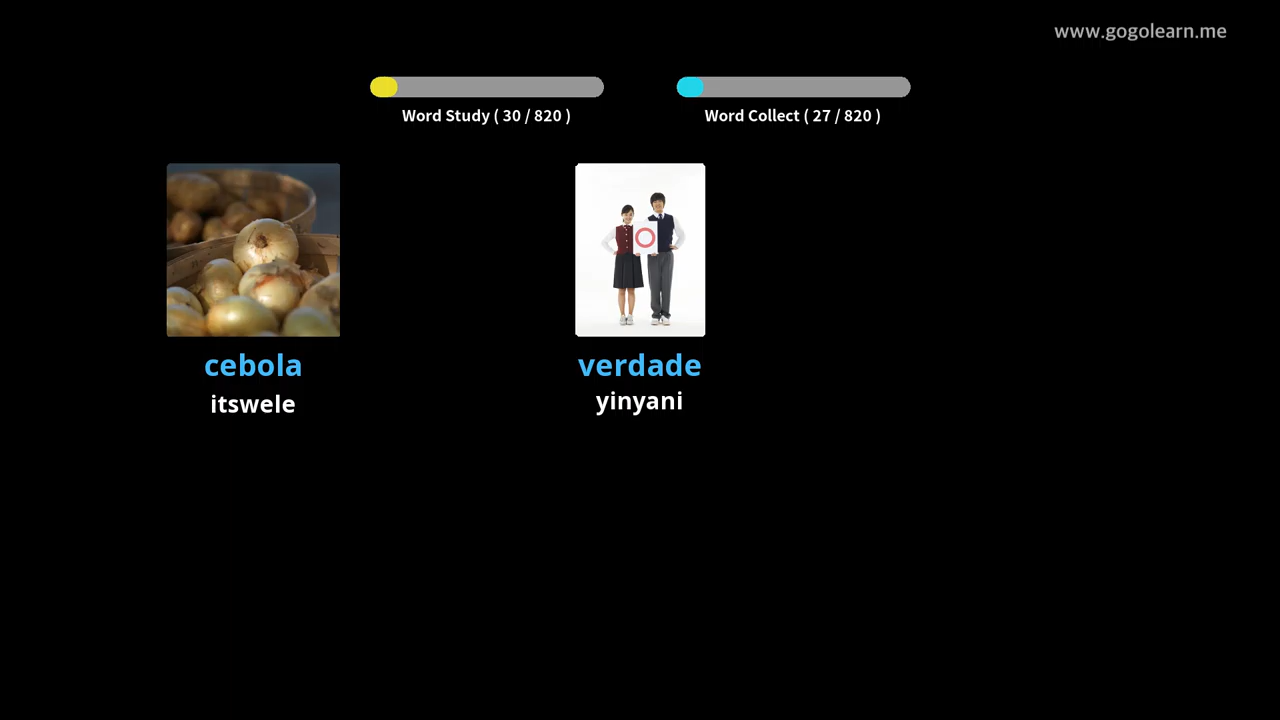 www.gogolearn.me
Word Study ( 30 / 820 )
Word Collect ( 27 / 820 )
cebola
itswele
verdade
yinyani